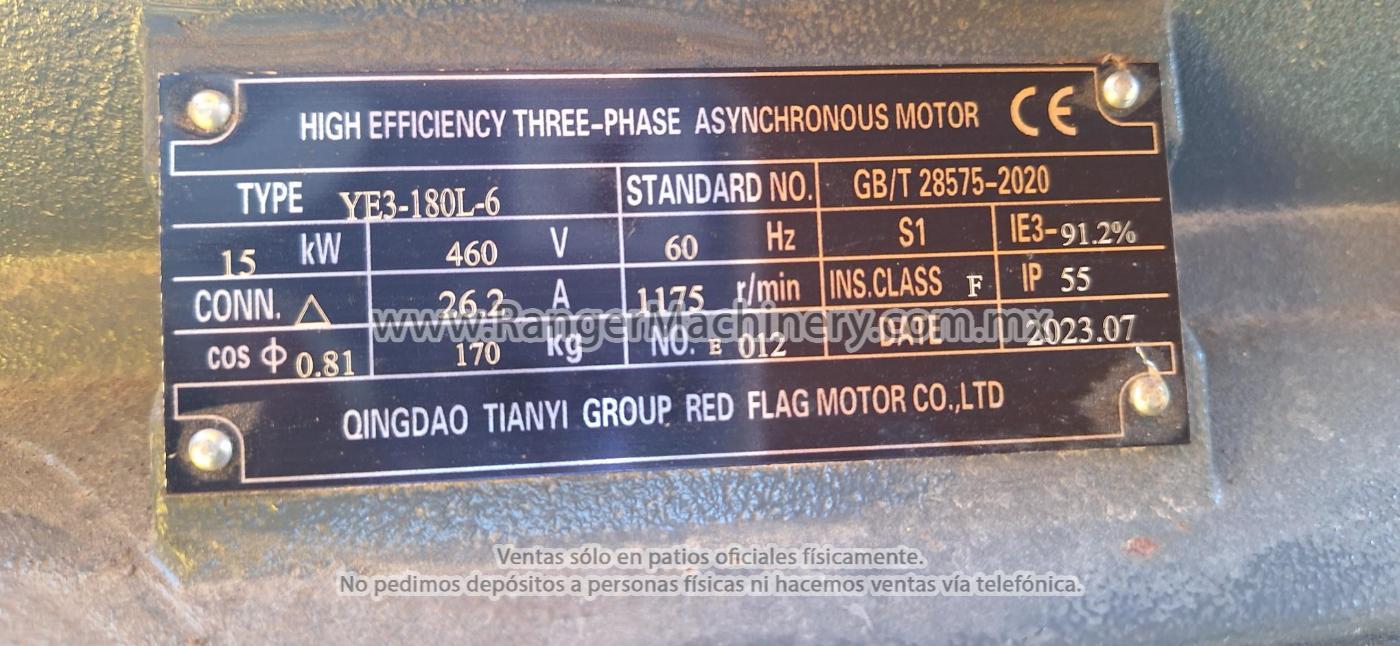 HIGH EFFICIENCY THREE-PHASE ASYNCHRONOUS MOTOR CE
TYPE YE3-180L-6 STANDARD NO. GB/T 28575-2020
15 kW 460 V 60 Hz S1 IE3-91.2%
CONN. △ 26.2 A 1175 r/min INS.CLASS F IP 55
www.RangerMachinery.com.mx
cos ϕ 0.81 170 kg NO. E 012 DATE 2023.07
QINGDAO TIANYI GROUP RED FLAG MOTOR CO.,LTD
Ventas sólo en patios oficiales físicamente.
No pedimos depósitos a personas físicas ni hacemos ventas vía telefónica.